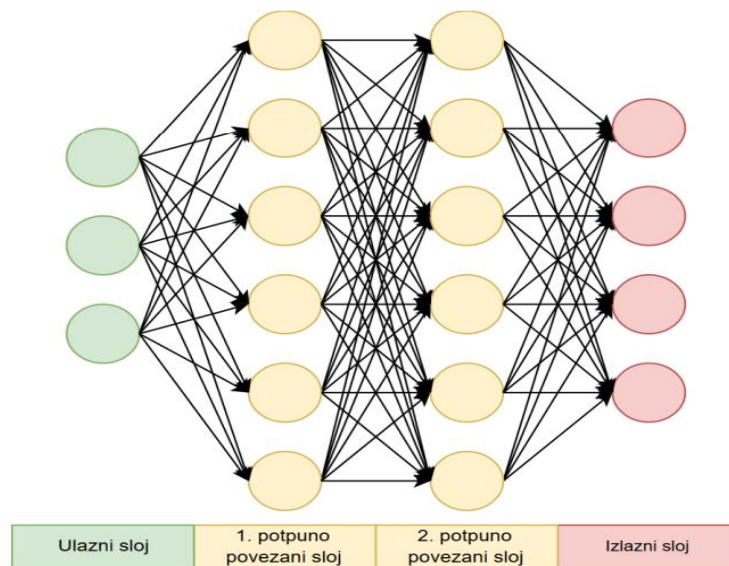 Ulazni sloj
1. potpuno
povezani sloj
2. potpuno
povezani sloj
Izlazni sloj